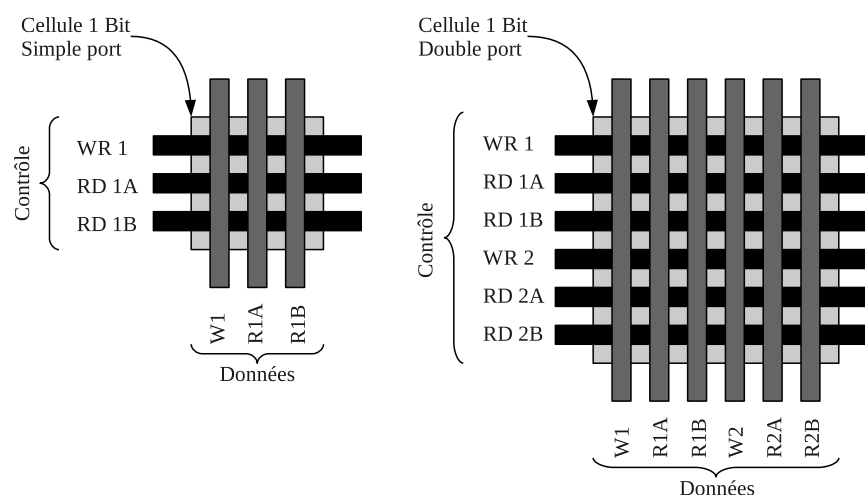 Cellule 1 Bit
Simple port
Contrôle
WR 1
RD 1A
RD 1B
W1
R1A
R1B
Données
Cellule 1 Bit
Double port
Contrôle
WR 1
RD 1A
RD 1B
WR 2
RD 2A
RD 2B
W1
R1A
R1B
W2
R2A
R2B
Données